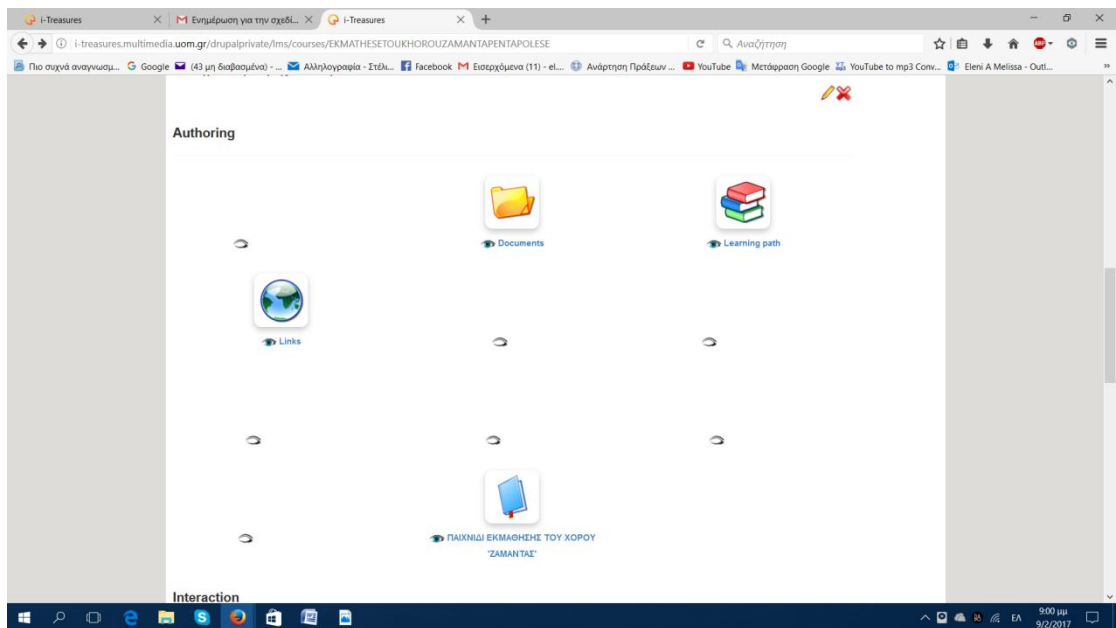 i-Treasures
Ενημέρωση για την σχεδί...
i-Treasures
i-treasures.multimedia.uom.gr/drupalprivate/lms/courses/EKMATHESETOUKHOROUZAMANTAPENTAPOLESE
Αναζήτηση
Πιο συχνά αναγνωσμ... Google (43 μη διαβασμένα) - ... Αλληλογραφία - Στέλι... Facebook Εισερχόμενα (11) - el... Ανάρτηση Πράξεων ... YouTube Μετάφραση Google YouTube to mp3 Conv... Eleni A Melissa - Outl...
Authoring
Documents
Learning path
Links
ΠΑΙΧΝΙΔΙ ΕΚΜΑΘΗΣΗΣ ΤΟΥ ΧΟΡΟΥ
'ΖΑΜΑΝΤΑΣ'
Interaction
ΕΛ
9:00 μμ
9/2/2017